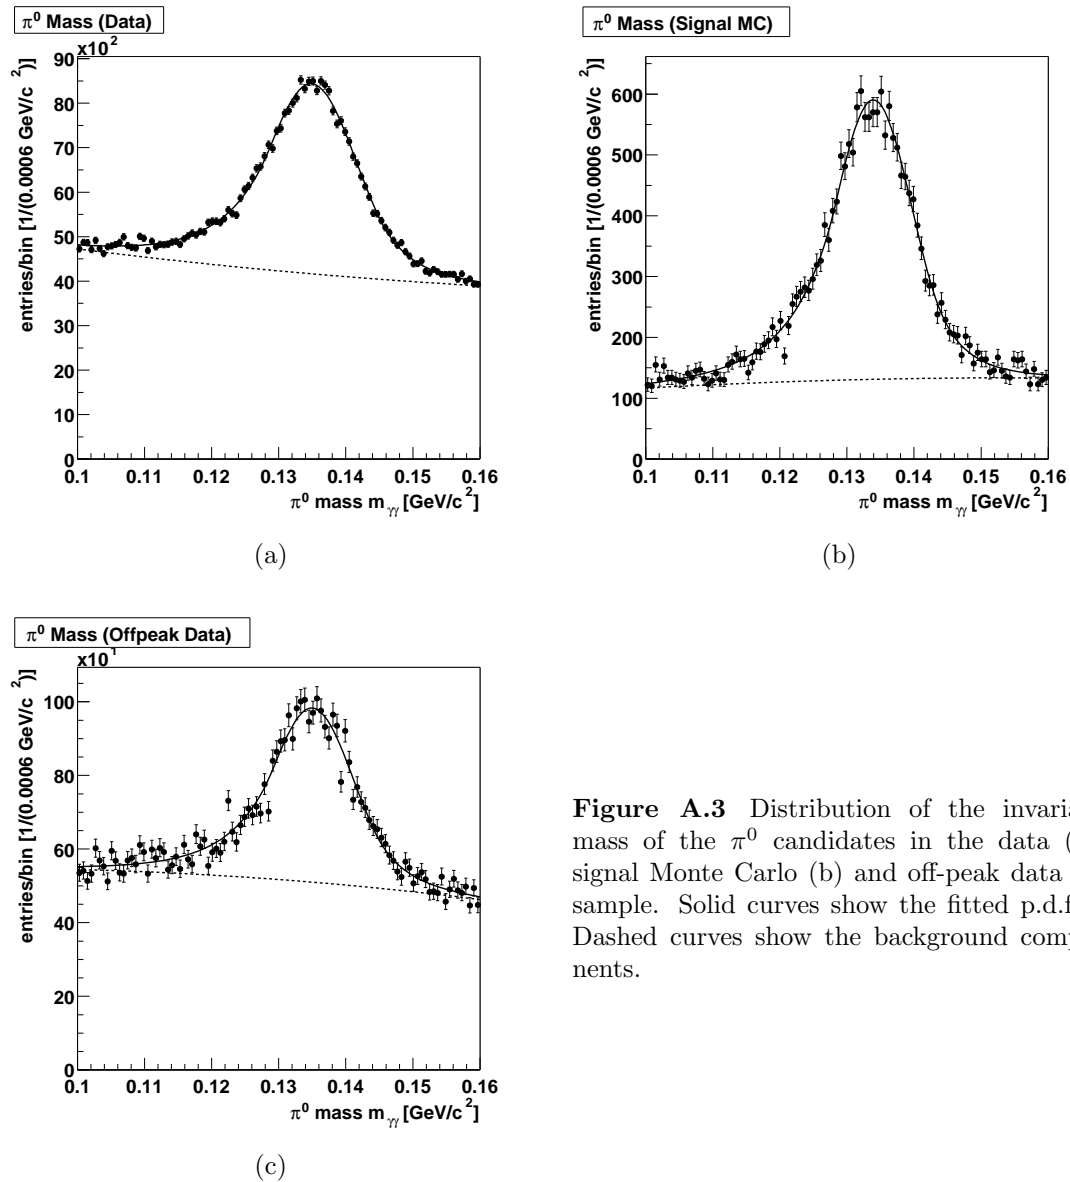 π⁰ Mass (Data)
x10²
90
80
70
60
50
40
30
20
10
0
entries/bin [1/(0.0006 GeV/c²)]
0.1 0.11 0.12 0.13 0.14 0.15 0.16
π⁰ mass m_γγ [GeV/c²]
(a)
π⁰ Mass (Signal MC)
600
500
400
300
200
100
0
entries/bin [1/(0.0006 GeV/c²)]
0.1 0.11 0.12 0.13 0.14 0.15 0.16
π⁰ mass m_γγ [GeV/c²]
(b)
π⁰ Mass (Offpeak Data)
x10¹
100
80
60
40
20
0
entries/bin [1/(0.0006 GeV/c²)]
0.1 0.11 0.12 0.13 0.14 0.15 0.16
π⁰ mass m_γγ [GeV/c²]
(c)
Figure A.3 Distribution of the invaria
mass of the π⁰ candidates in the data (
signal Monte Carlo (b) and off-peak data
sample. Solid curves show the fitted p.d.f
Dashed curves show the background comp
nents.